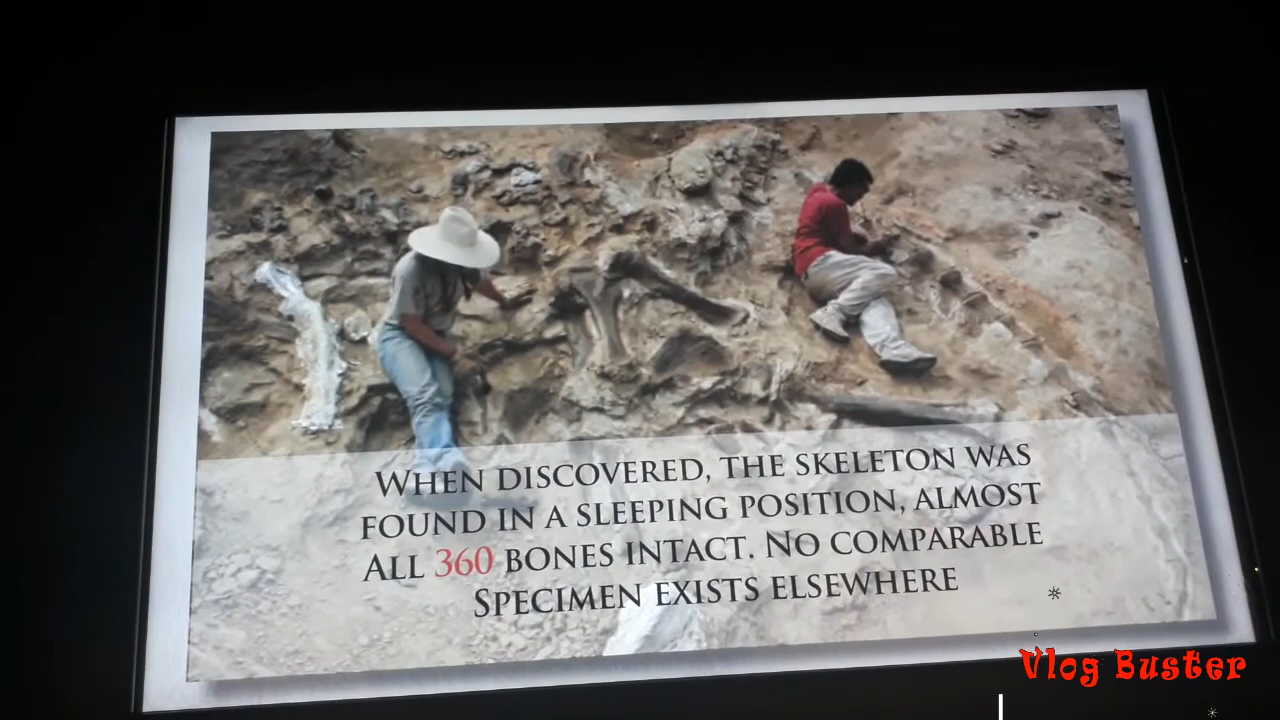 When discovered, the skeleton was
found in a sleeping position, almost
All 360 bones intact. No comparable
Specimen exists elsewhere
Vlog Buster